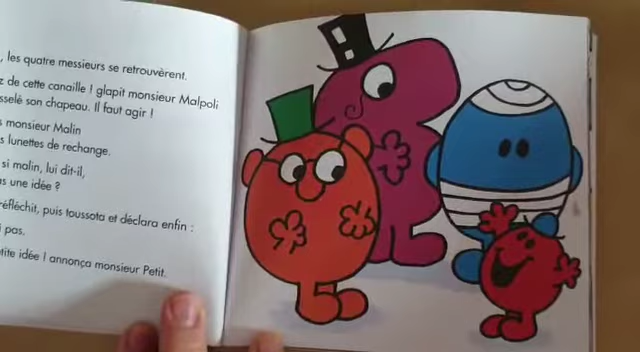 , les quatre messieurs se retrouvèrent.
z de cette canaille ! glapit monsieur Malpoli
sselé son chapeau. Il faut agir !
s monsieur Malin
s lunettes de rechange.
si malin, lui dit-il,
s une idée ?
réfléchit, puis toussota et déclara enfin :
i pas.
tite idée ! annonça monsieur Petit.